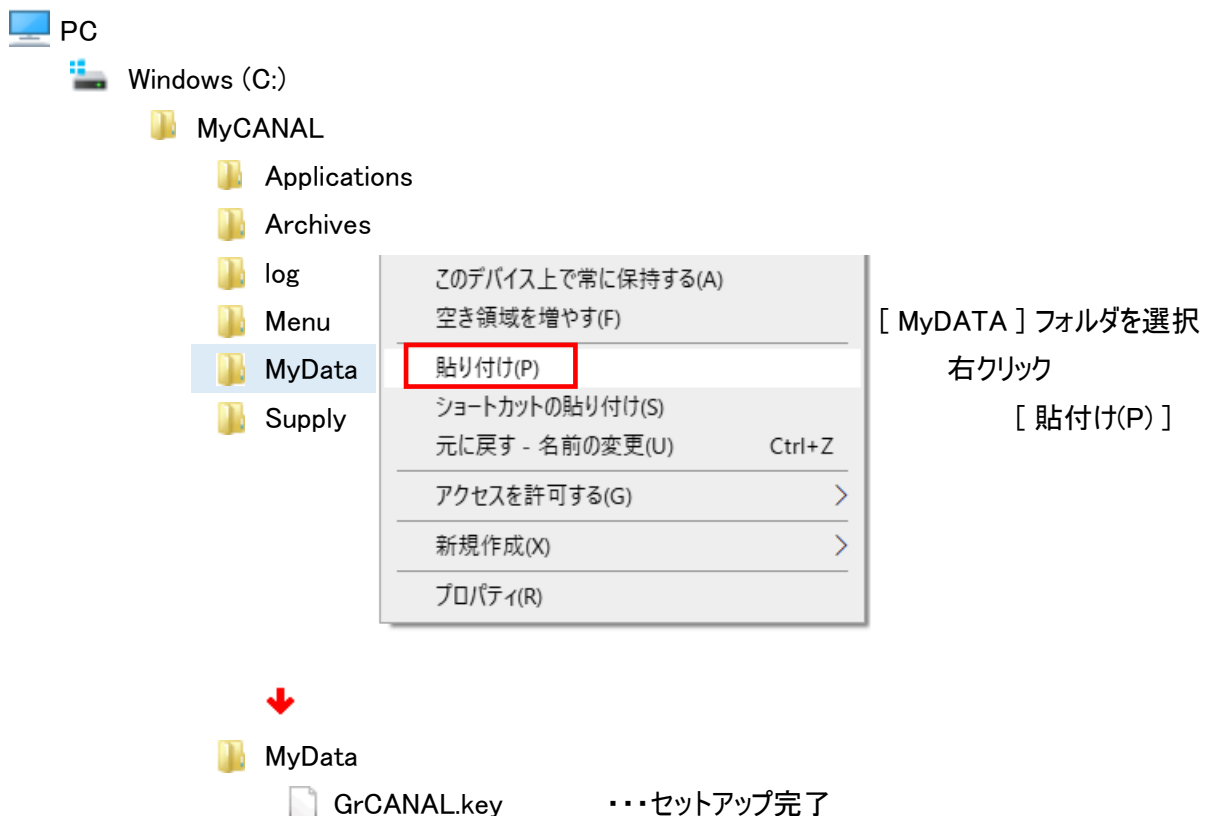 PC
Windows (C:)
MyCANAL
Applications
Archives
log
Menu
MyData
Supply
このデバイス上で常に保持する(A)
空き領域を増やす(F)
貼り付け(P)
ショートカットの貼り付け(S)
元に戻す - 名前の変更(U) Ctrl+Z
アクセスを許可する(G)
新規作成(X)
プロパティ(R)
[ MyDATA ] フォルダを選択
右クリック
[ 貼付け(P) ]
MyData
GrCANAL.key ・・・セットアップ完了